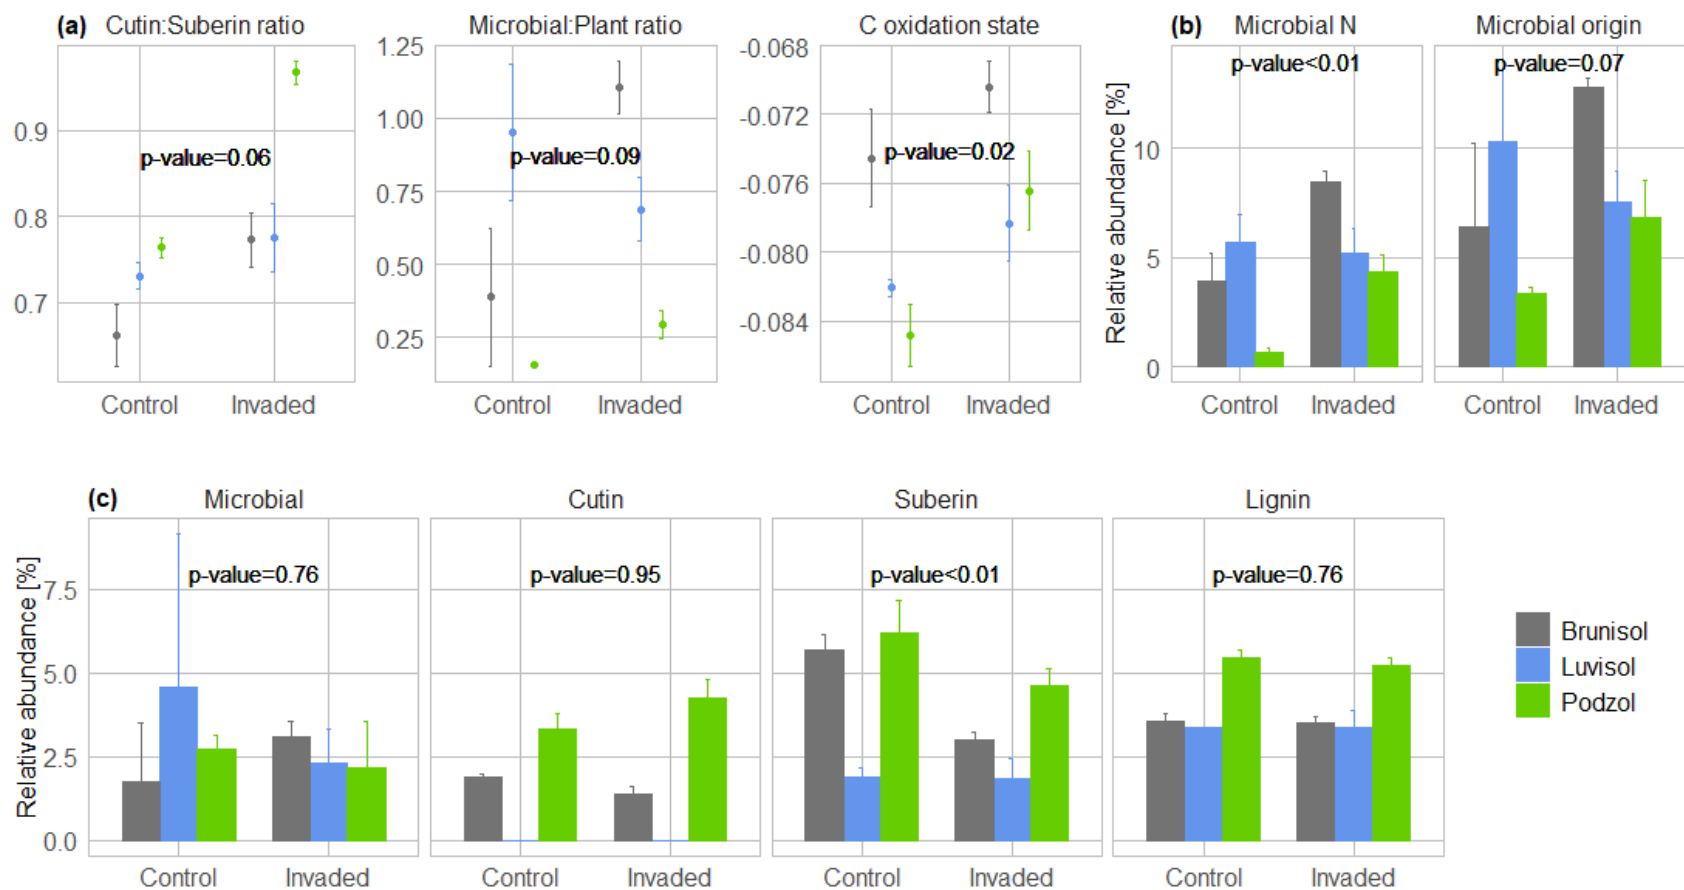 (a) Cutin:Suberin ratio Microbial:Plant ratio C oxidation state
0.9
0.8
0.7
p-value=0.06
Control Invaded
1.25
1.00
0.75
0.50
0.25
p-value=0.09
Control Invaded
-0.068
-0.072
-0.076
-0.080
-0.084
p-value=0.02
Control Invaded
(b) Microbial N Microbial origin
Relative abundance [%]
10
5
0
p-value<0.01
p-value=0.07
Control Invaded
Control Invaded
(c) Microbial Cutin Suberin Lignin
Relative abundance [%]
7.5
5.0
2.5
0.0
p-value=0.76
p-value=0.95
p-value<0.01
p-value=0.76
Control Invaded
Control Invaded
Control Invaded
Control Invaded
Brunisol
Luvisol
Podzol